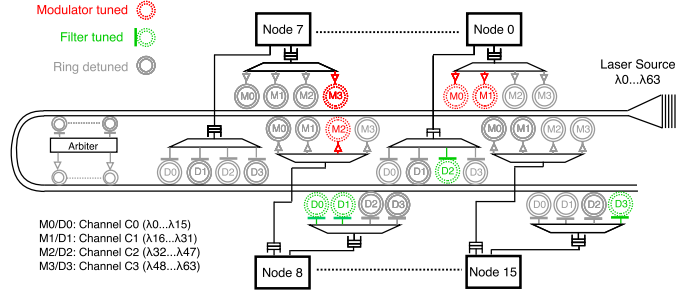 Modulator tuned
Filter tuned
Ring detuned
Node 7
Node 0
Laser Source
λ0...λ63
M0 M1 M2 M3
M0 M1 M2 M3
M0 M1 M2 M3
M0 M1 M2 M3
Arbiter
D0 D1 D2 D3
D0 D1 D2 D3
D0 D1 D2 D3
D0 D1 D2 D3
M0/D0: Channel C0 (λ0...λ15)
M1/D1: Channel C1 (λ16...λ31)
M2/D2: Channel C2 (λ32...λ47)
M3/D3: Channel C3 (λ48...λ63)
Node 8
Node 15